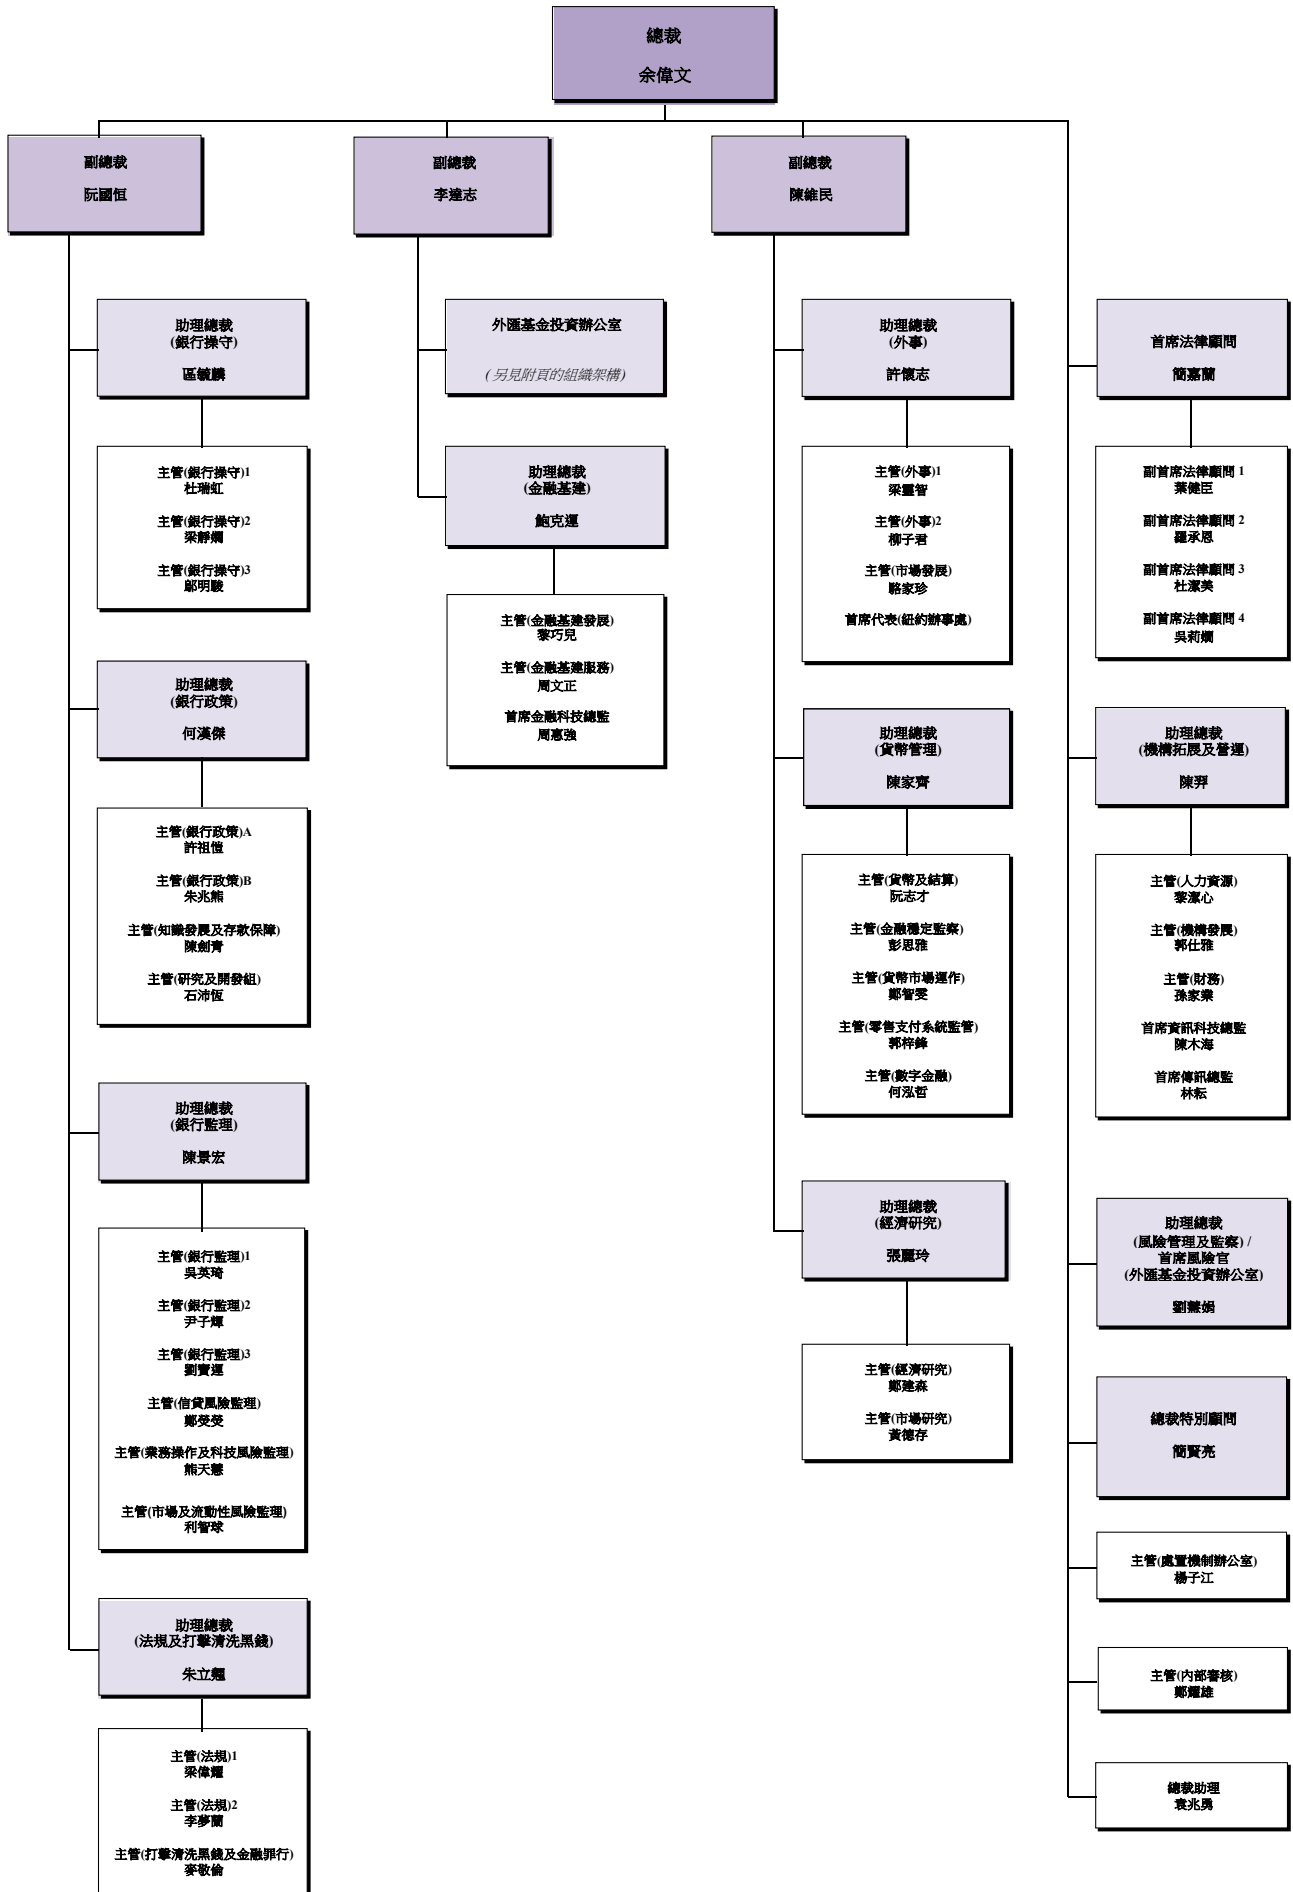 總裁
余偉文
副總裁
阮國恒
助理總裁
(銀行操守)
區毓麟
主管(銀行操守)1
杜瑞虹
主管(銀行操守)2
梁靜嫻
主管(銀行操守)3
鄔明駿
助理總裁
(銀行政策)
何漢傑
主管(銀行政策)A
許祖愷
主管(銀行政策)B
朱兆熊
主管(知識發展及存款保障)
陳劍青
主管(研究及開發組)
石沛恆
助理總裁
(銀行監理)
陳景宏
主管(銀行監理)1
吳英琦
主管(銀行監理)2
尹子輝
主管(銀行監理)3
劉寶運
主管(信貸風險監理)
鄭熒熒
主管(業務操作及科技風險監理)
熊天慧
主管(市場及流動性風險監理)
利智球
助理總裁
(法規及打擊清洗黑錢)
朱立翹
主管(法規)1
梁偉耀
主管(法規)2
李夢蘭
主管(打擊清洗黑錢及金融罪行)
麥敬倫
副總裁
李達志
外匯基金投資辦公室
(另見附頁的組織架構)
助理總裁
(金融基建)
鮑克運
主管(金融基建發展)
黎巧兒
主管(金融基建服務)
周文正
首席金融科技總監
周惠強
副總裁
陳維民
助理總裁
(外事)
許懷志
主管(外事)1
梁靈智
主管(外事)2
柳子君
主管(市場發展)
駱家珍
首席代表(紐約辦事處)
助理總裁
(貨幣管理)
陳家齊
主管(貨幣及結算)
阮志才
主管(金融穩定監察)
彭思雅
主管(貨幣市場運作)
鄭智雯
主管(零售支付系統監管)
郭梓鋒
主管(數字金融)
何泓哲
助理總裁
(經濟研究)
張麗玲
主管(經濟研究)
鄭建森
主管(市場研究)
黃德存
首席法律顧問
簡嘉蘭
副首席法律顧問 1
葉健臣
副首席法律顧問 2
羅承恩
副首席法律顧問 3
杜潔美
副首席法律顧問 4
吳莉嫻
助理總裁
(機構拓展及營運)
陳羿
主管(人力資源)
黎潔心
主管(機構發展)
郭仕雅
主管(財務)
孫家業
首席資訊科技總監
陳木海
首席傳訊總監
林耘
助理總裁
(風險管理及監察) /
首席風險官
(外匯基金投資辦公室)
劉慧娟
總裁特別顧問
簡賢亮
主管(處置機制辦公室)
楊子江
主管(內部審核)
鄭耀雄
總裁助理
袁兆勇